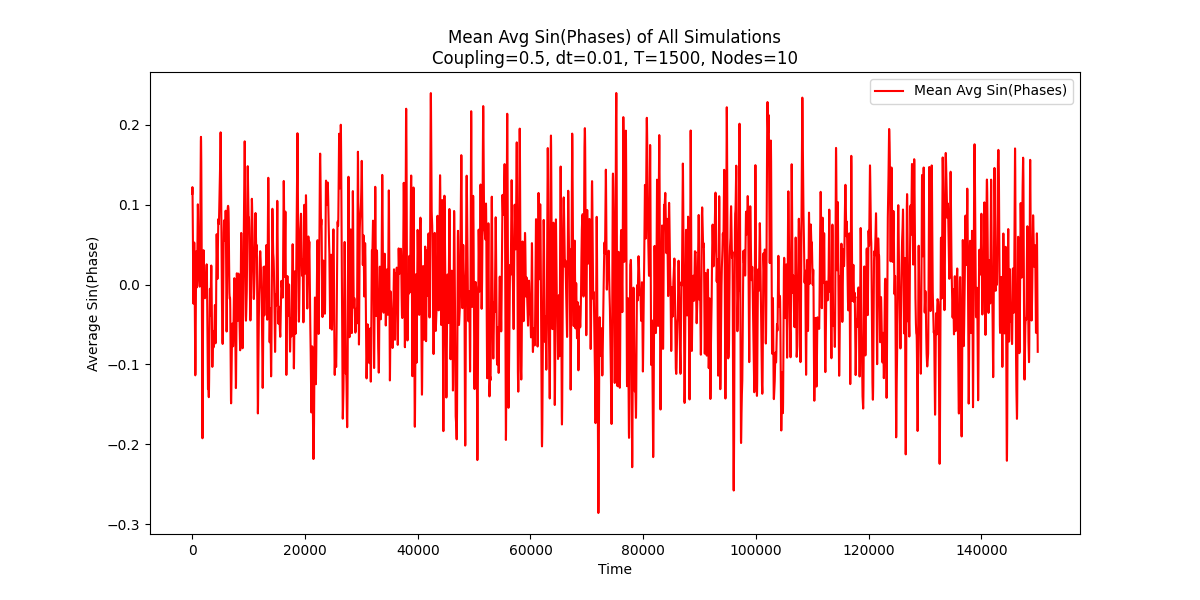 Mean Avg Sin(Phases) of All Simulations
Coupling=0.5, dt=0.01, T=1500, Nodes=10
Mean Avg Sin(Phases)
Average Sin(Phase)
0.2
0.1
0.0
−0.1
−0.2
−0.3
0 20000 40000 60000 80000 100000 120000 140000
Time